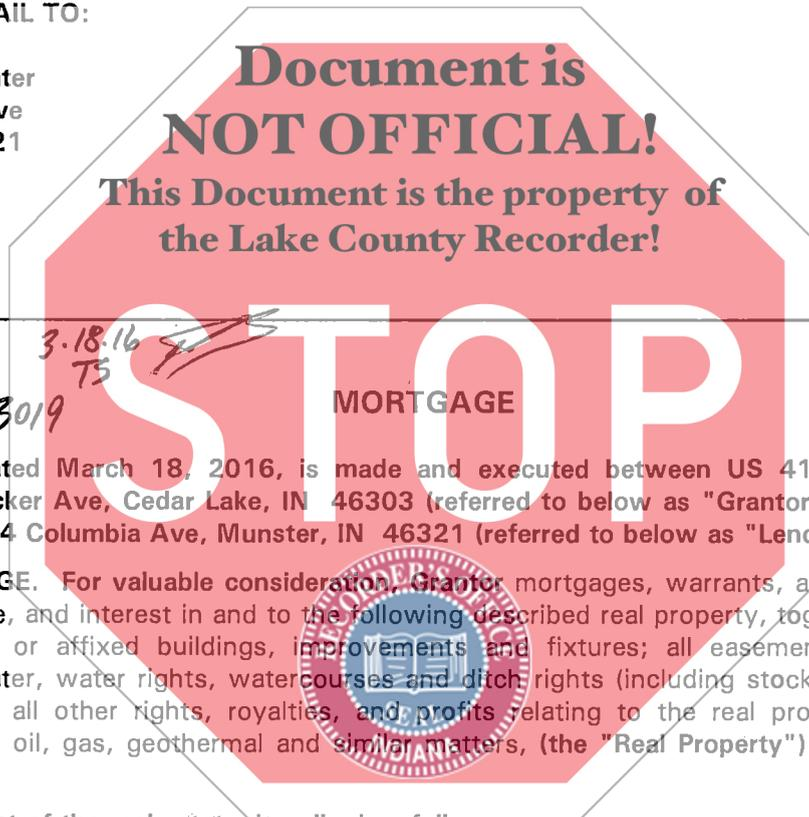 AIL TO:
ter
ve
21
Document is
NOT OFFICIAL!
This Document is the property of
the Lake County Recorder!
STOP
3.18.16
TS
3019
MORTGAGE
ted March 18, 2016, is made and executed between US 41
cker Ave, Cedar Lake, IN 46303 (referred to below as "Grantor
4 Columbia Ave, Munster, IN 46321 (referred to below as "Lend
GE. For valuable consideration, Grantor mortgages, warrants, a
e, and interest in and to the following described real property, tog
or affixed buildings, improvements and fixtures; all easemen
ter, water rights, watercourses and ditch rights (including stock
all other rights, royalties, and profits relating to the real pro
oil, gas, geothermal and similar matters, (the "Real Property")
RECORDER'S OFFICE
INDIANA